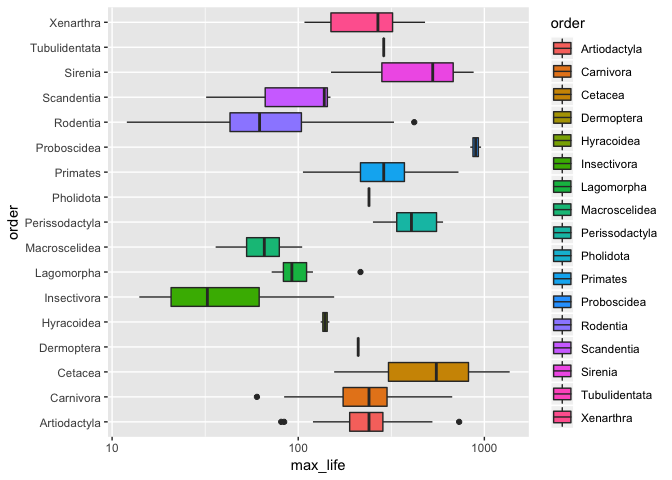 order
Xenarthra
Tubulidentata
Sirenia
Scandentia
Rodentia
Proboscidea
Primates
Pholidota
Perissodactyla
Macroscelidea
Lagomorpha
Insectivora
Hyracoidea
Dermoptera
Cetacea
Carnivora
Artiodactyla
10
100
1000
max_life
order
Artiodactyla
Carnivora
Cetacea
Dermoptera
Hyracoidea
Insectivora
Lagomorpha
Macroscelidea
Perissodactyla
Pholidota
Primates
Proboscidea
Rodentia
Scandentia
Sirenia
Tubulidentata
Xenarthra